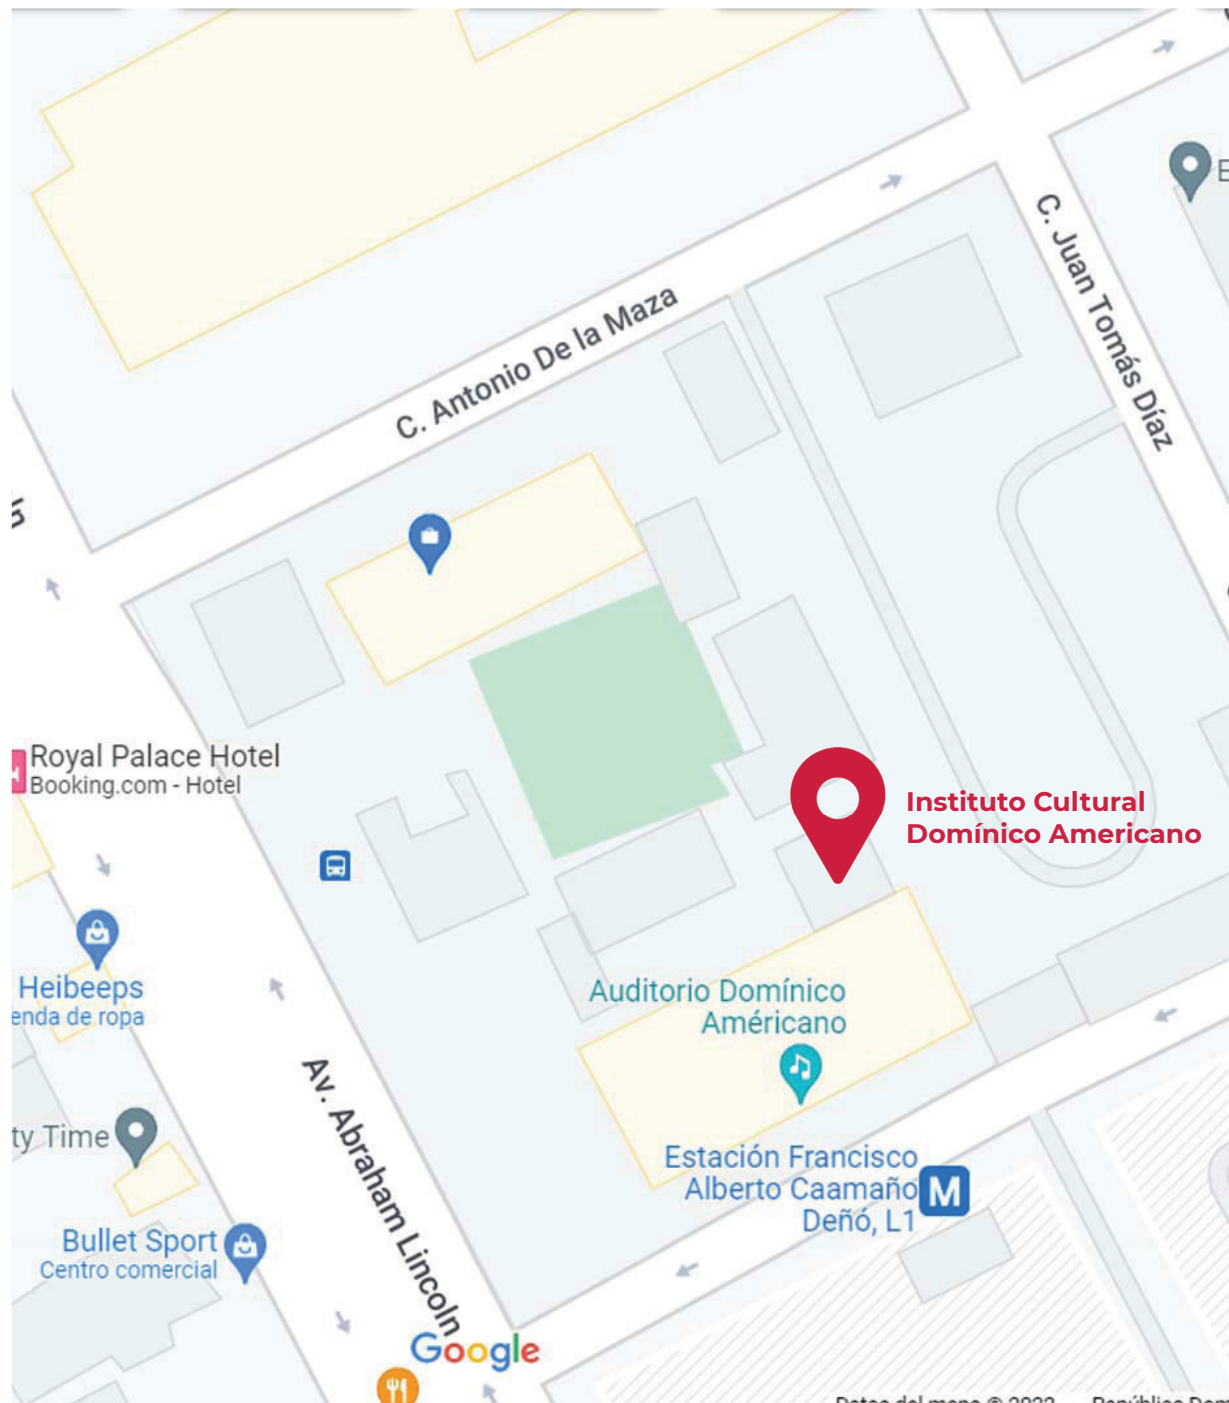 C. Antonio De la Maza
C. Juan Tomás Díaz
Royal Palace Hotel
Booking.com - Hotel
Instituto Cultural
Domínico Americano
Heibeeps
enda de ropa
Auditorio Domínico
Américano
Av. Abraham Lincoln
ty Time
Estación Francisco
Alberto Caamaño
Deñó, L1
M
Bullet Sport
Centro comercial
Google